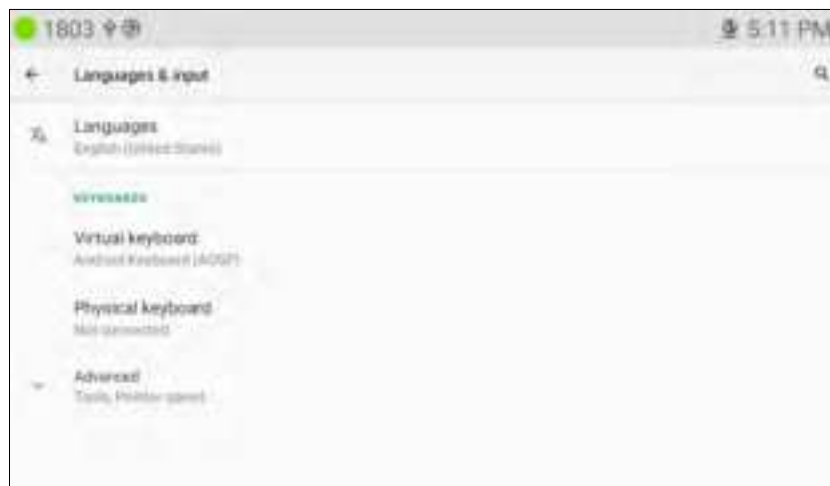 1803
5:11 PM
Languages & input
Languages
English (United States)
KEYBOARDS
Virtual keyboard
Android Keyboard (AOSP)
Physical keyboard
Not connected
Advanced
Tools, Pointer speed